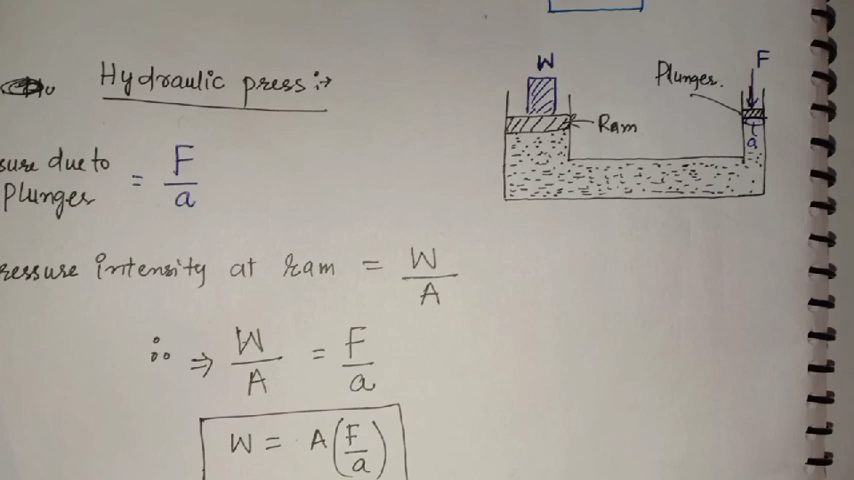 Hydraulic press :→
sure due to Plunger = F/a
ressure intensity at ram = W/A
∴ ⇒ W/A = F/a
W = A(F/a)
W
Plunger.
F
Ram
a